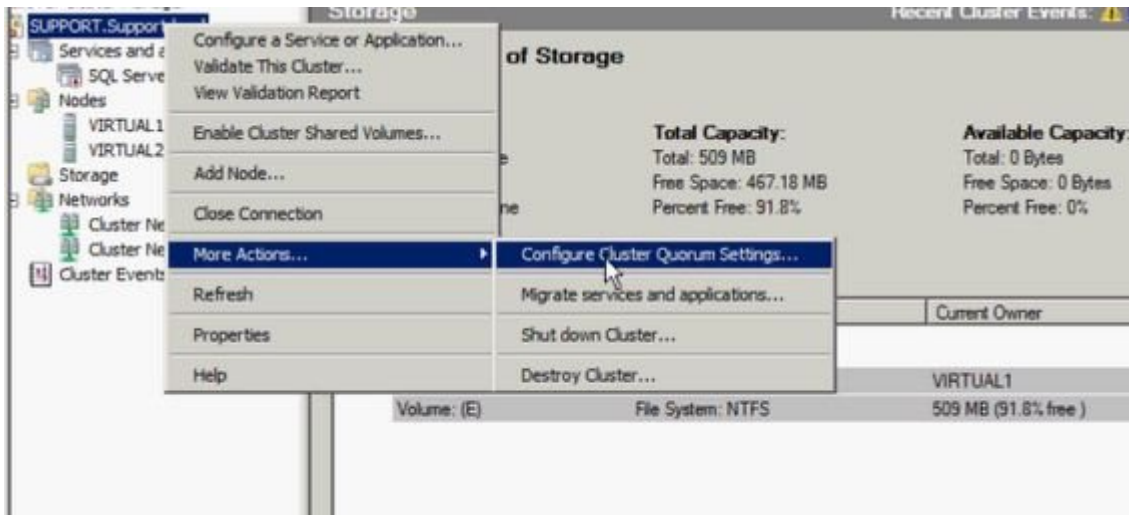 Storage
Recent Cluster Events:
SUPPORT.Support
Services and a
SQL Serve
Nodes
VIRTUAL1
VIRTUAL2
Storage
Networks
Cluster Ne
Cluster Ne
Cluster Events
Configure a Service or Application...
Validate This Cluster...
View Validation Report
Enable Cluster Shared Volumes...
Add Node...
Close Connection
More Actions...
Refresh
Properties
Help
Configure Cluster Quorum Settings...
Migrate services and applications...
Shut down Cluster...
Destroy Cluster...
of Storage
Total Capacity:
Total: 509 MB
Free Space: 467.18 MB
Percent Free: 91.8%
Available Capacity:
Total: 0 Bytes
Free Space: 0 Bytes
Percent Free: 0%
e
ne
Current Owner
VIRTUAL1
Volume: (E) File System: NTFS 509 MB (91.8% free )